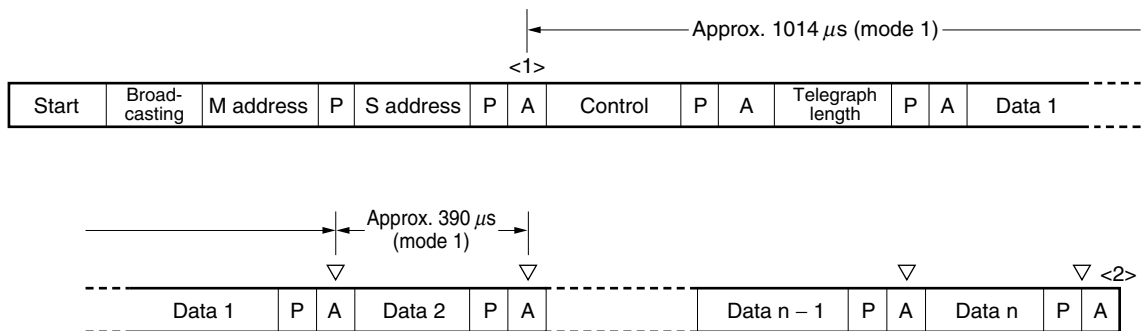 Approx. 1014 μs (mode 1)
<1>
Start Broad-casting M address P S address P A Control P A Telegraph length P A Data 1
Approx. 390 μs
(mode 1)
<2>
Data 1 P A Data 2 P A Data n − 1 P A Data n P A